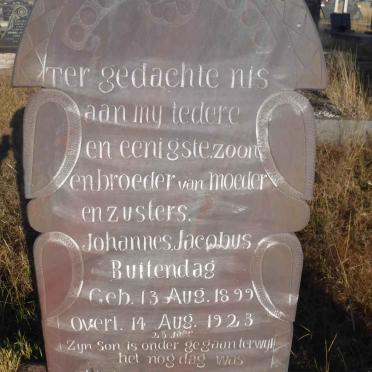 Ter gedachte nis
aan my tedere
en eenigste.zoon
en broeder van moeder
en zusters.
Johannes Jacobus
Buitendag
Geb. 13 Aug. 1899
Overl. 14 Aug. 1923
Zyn Son is onder gegaan terwyl
het nog dag was